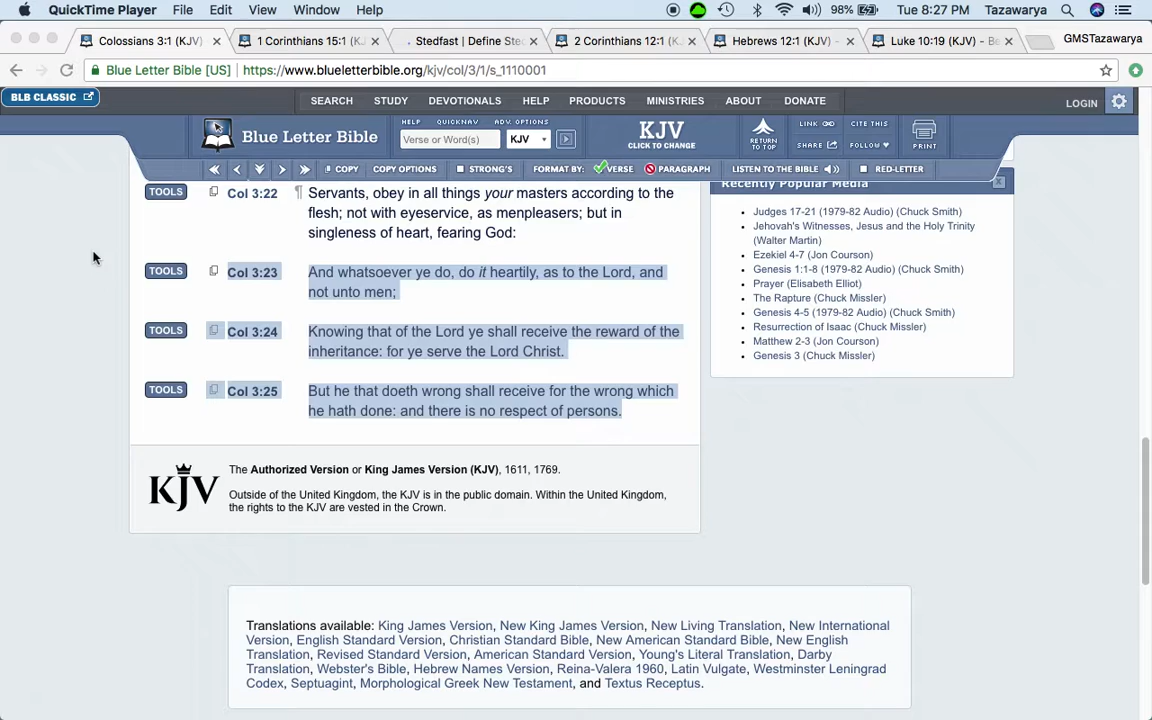 QuickTime Player File Edit View Window Help 98% Tue 8:27 PM Tazawarya
Colossians 3:1 (KJV) × 1 Corinthians 15:1 (KJV) × Stedfast | Define Ste × 2 Corinthians 12:1 (KJV) × Hebrews 12:1 (KJV) - × Luke 10:19 (KJV) - Be × GMSTazawarya
Blue Letter Bible [US] https://www.blueletterbible.org/kjv/col/3/1/s_1110001
BLB CLASSIC SEARCH STUDY DEVOTIONALS HELP PRODUCTS MINISTRIES ABOUT DONATE LOGIN
HELP QUICKNAV ADV. OPTIONS
Blue Letter Bible Verse or Word(s) KJV KJV
CLICK TO CHANGE
RETURN
TO TOP
LINK CITE THIS
SHARE FOLLOW
PRINT
COPY COPY OPTIONS STRONG'S FORMAT BY: VERSE PARAGRAPH LISTEN TO THE BIBLE RED-LETTER
TOOLS Col 3:22 ¶ Servants, obey in all things your masters according to the
flesh; not with eyeservice, as menpleasers; but in
singleness of heart, fearing God:
TOOLS Col 3:23 And whatsoever ye do, do it heartily, as to the Lord, and
not unto men;
TOOLS Col 3:24 Knowing that of the Lord ye shall receive the reward of the
inheritance: for ye serve the Lord Christ.
TOOLS Col 3:25 But he that doeth wrong shall receive for the wrong which
he hath done: and there is no respect of persons.
KJV
The Authorized Version or King James Version (KJV), 1611, 1769.
Outside of the United Kingdom, the KJV is in the public domain. Within the United Kingdom,
the rights to the KJV are vested in the Crown.
Recently Popular Media x
Judges 17-21 (1979-82 Audio) (Chuck Smith)
Jehovah's Witnesses, Jesus and the Holy Trinity
(Walter Martin)
Ezekiel 4-7 (Jon Courson)
Genesis 1:1-8 (1979-82 Audio) (Chuck Smith)
Prayer (Elisabeth Elliot)
The Rapture (Chuck Missler)
Genesis 4-5 (1979-82 Audio) (Chuck Smith)
Resurrection of Isaac (Chuck Missler)
Matthew 2-3 (Jon Courson)
Genesis 3 (Chuck Missler)
Translations available: King James Version, New King James Version, New Living Translation, New International
Version, English Standard Version, Christian Standard Bible, New American Standard Bible, New English
Translation, Revised Standard Version, American Standard Version, Young's Literal Translation, Darby
Translation, Webster's Bible, Hebrew Names Version, Reina-Valera 1960, Latin Vulgate, Westminster Leningrad
Codex, Septuagint, Morphological Greek New Testament, and Textus Receptus.